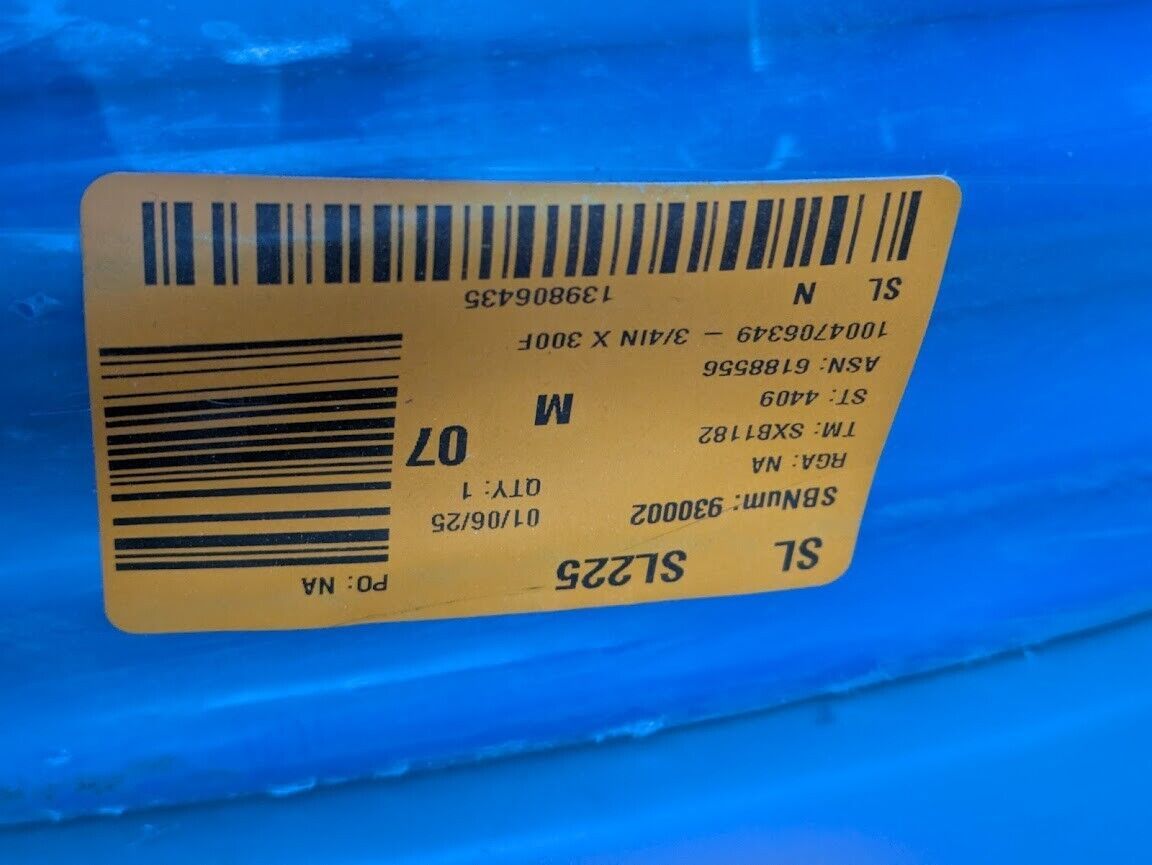 SL SL225 PO: NA
SBNum: 930002 01/06/25
RGA: NA QTY: 1
TM: SXB1182 07
ST: 4409 M
ASN: 6188556
1004706349 - 3/4IN X 300F
SL N 139806435